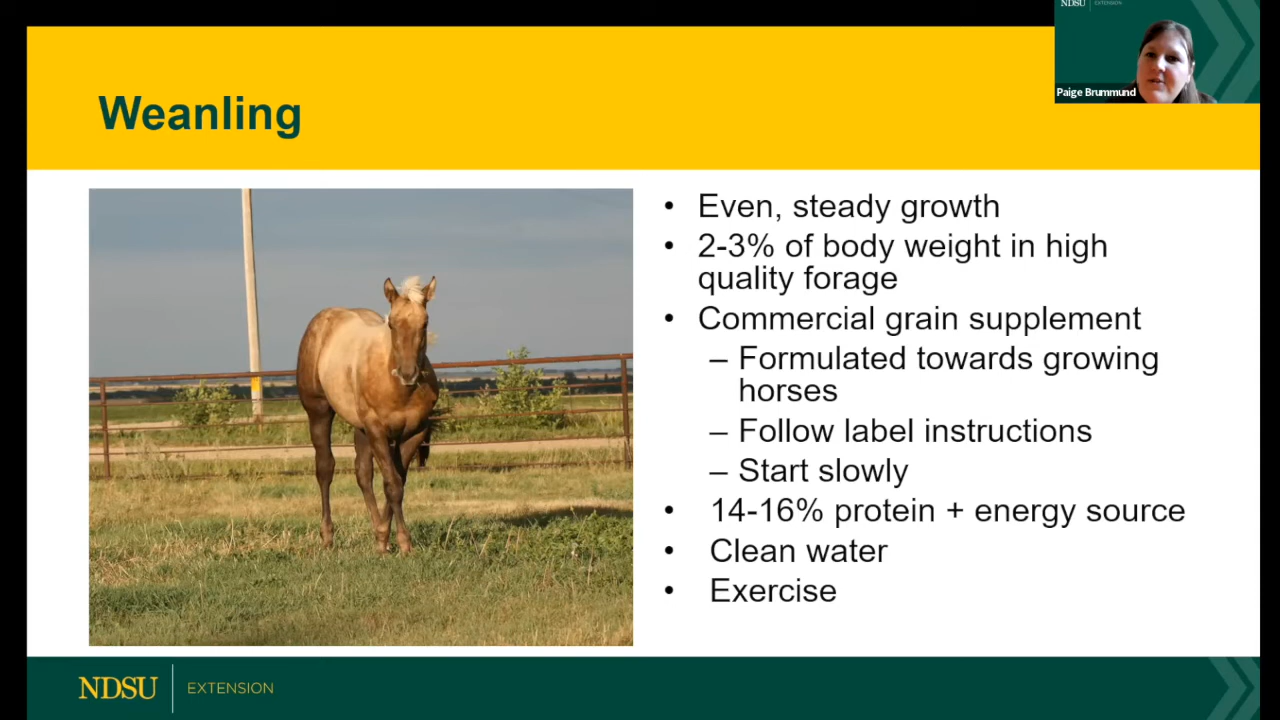 NDSU EXTENSION
Paige Brummund
Weanling
• Even, steady growth
• 2-3% of body weight in high
quality forage
• Commercial grain supplement
– Formulated towards growing
horses
– Follow label instructions
– Start slowly
• 14-16% protein + energy source
• Clean water
• Exercise
NDSU EXTENSION